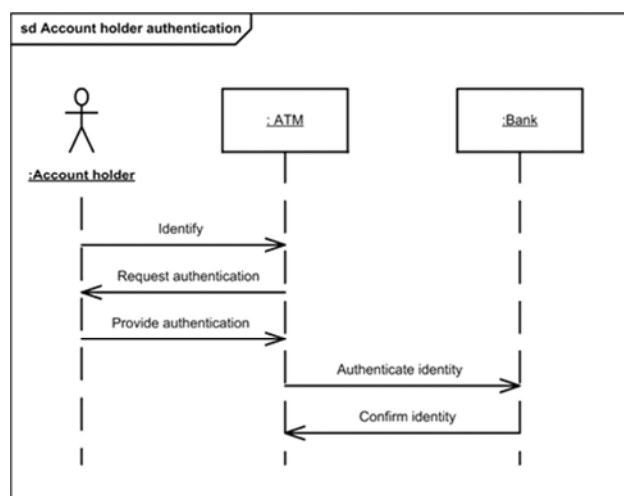 sd Account holder authentication
: ATM
:Bank
:Account holder
Identify
Request authentication
Provide authentication
Authenticate identity
Confirm identity